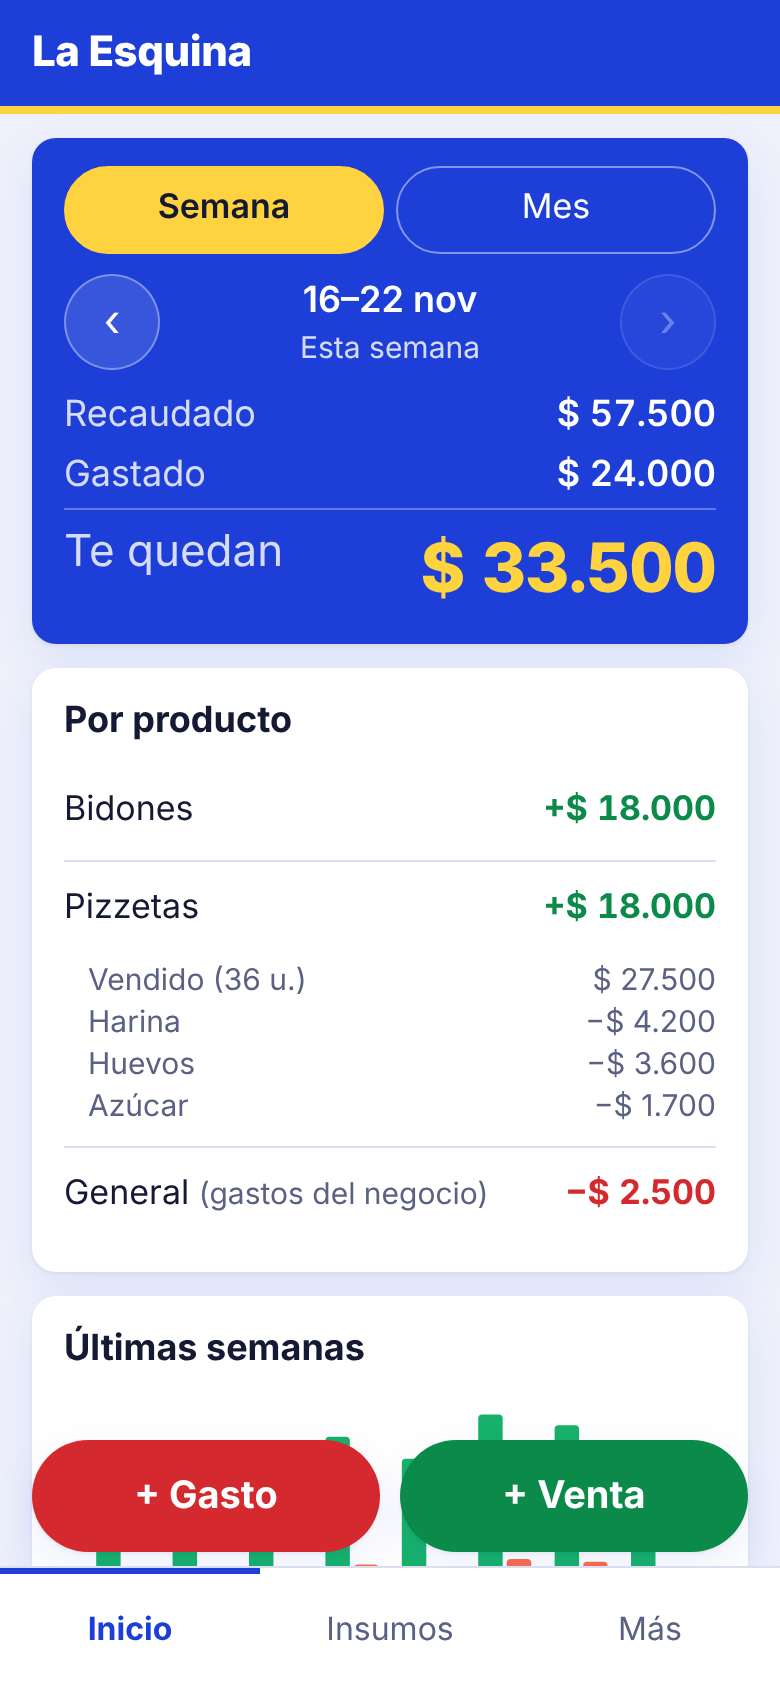 La Esquina
Semana Mes
‹ 16–22 nov ›
Esta semana
Recaudado $ 57.500
Gastado $ 24.000
Te quedan $ 33.500
Por producto
Bidones +$ 18.000
Pizzetas +$ 18.000
Vendido (36 u.) $ 27.500
Harina −$ 4.200
Huevos −$ 3.600
Azúcar −$ 1.700
General (gastos del negocio) −$ 2.500
Últimas semanas
+ Gasto + Venta
Inicio Insumos Más